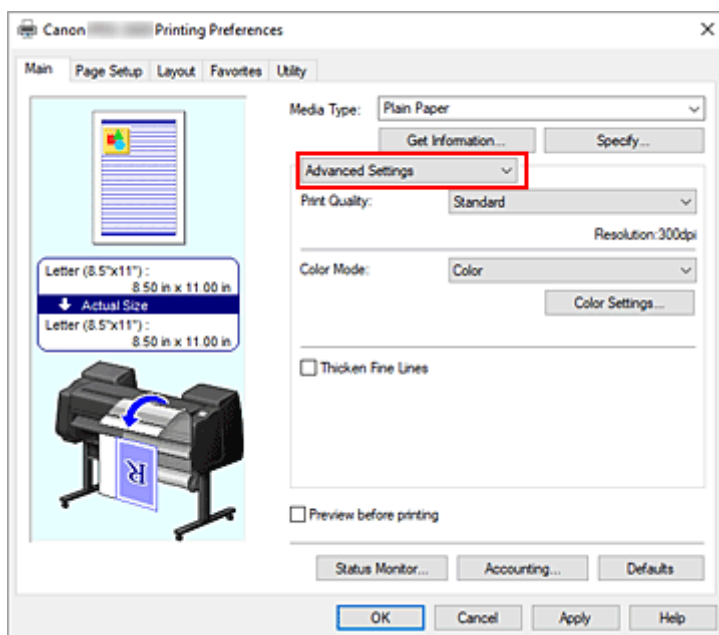 Canon Printing Preferences
Main Page Setup Layout Favorites Utility
Media Type: Plain Paper
Get Information... Specify...
Advanced Settings
Print Quality: Standard
Resolution:300dpi
Color Mode: Color
Color Settings...
Thicken Fine Lines
Letter (8.5"x11") :
8.50 in x 11.00 in
Actual Size
Letter (8.5"x11") :
8.50 in x 11.00 in
R
Preview before printing
Status Monitor... Accounting... Defaults
OK Cancel Apply Help